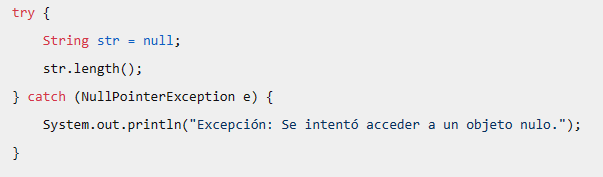 try {
    String str = null;
    str.length();
} catch (NullPointerException e) {
    System.out.println("Excepción: Se intentó acceder a un objeto nulo.");
}